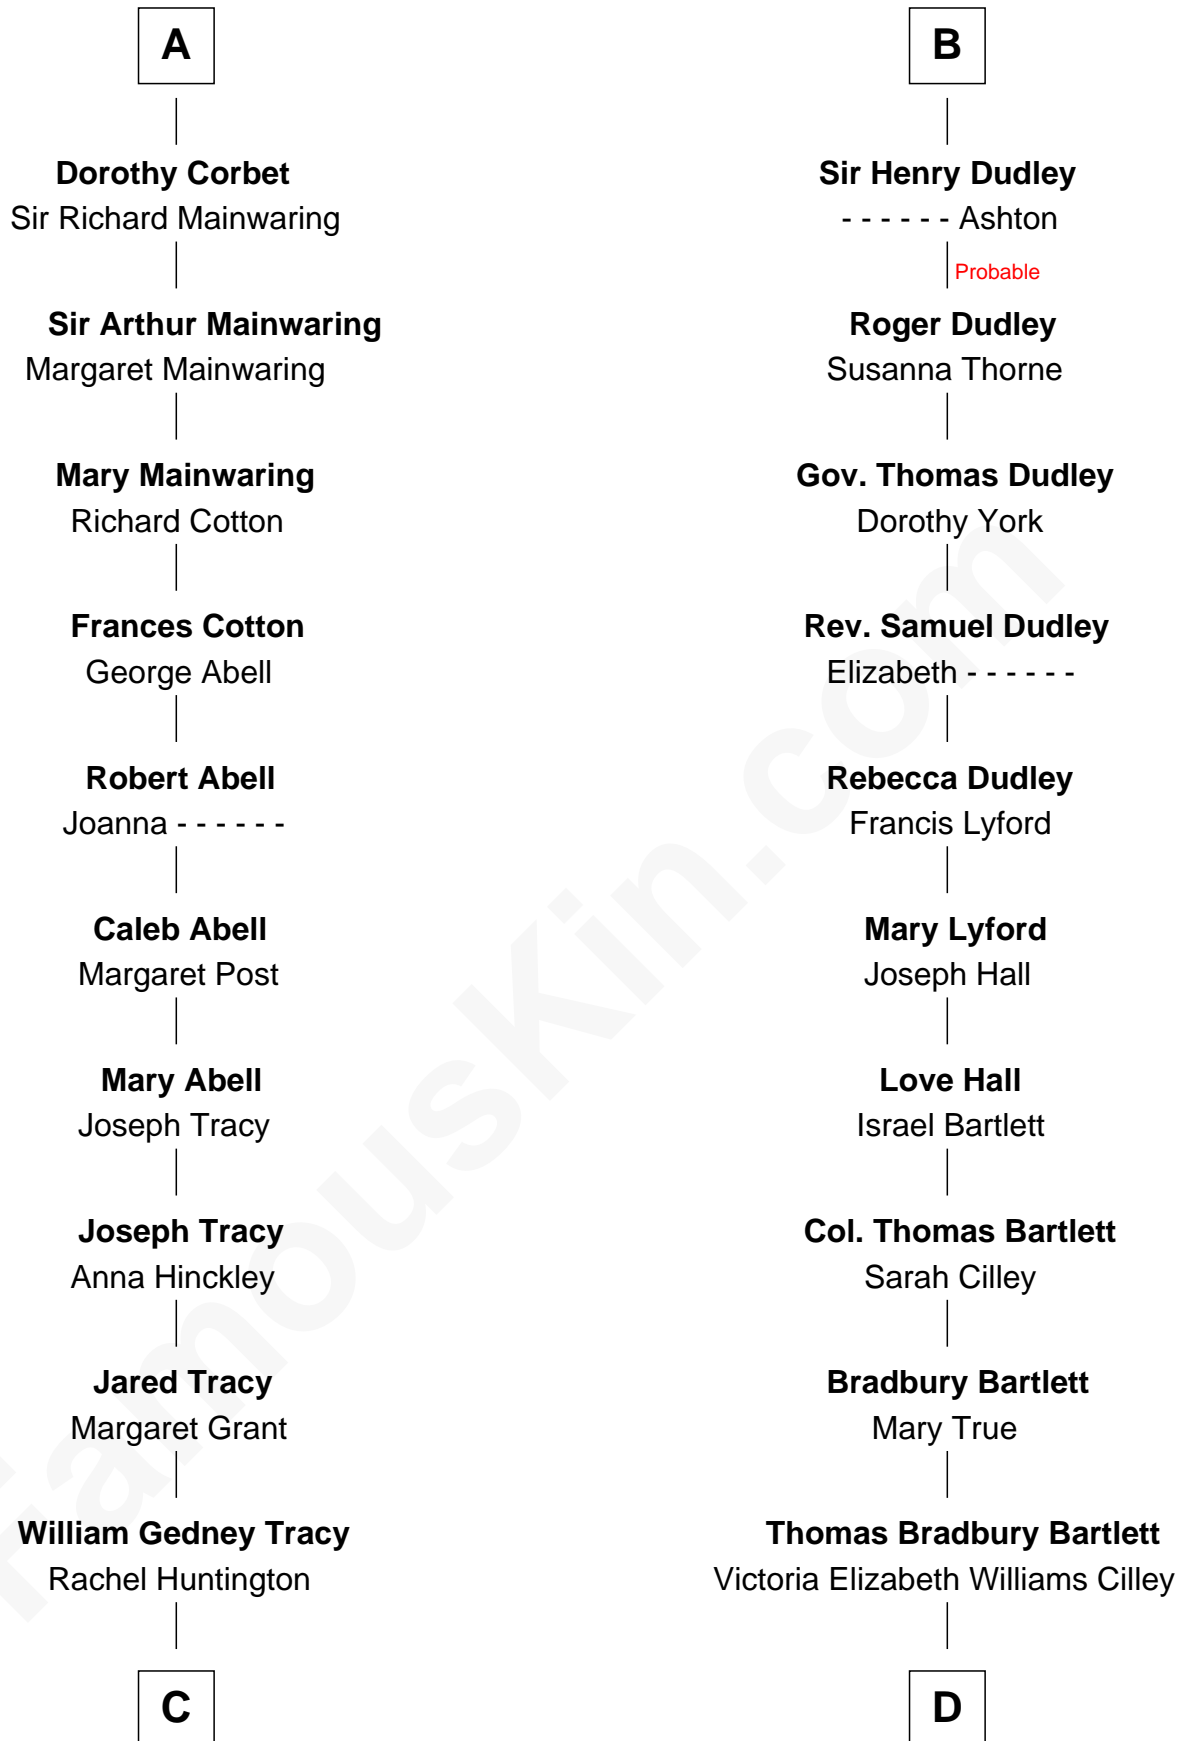 A
Dorothy Corbet
Sir Richard Mainwaring
Sir Arthur Mainwaring
Margaret Mainwaring
Mary Mainwaring
Richard Cotton
Frances Cotton
George Abell
Robert Abell
Joanna - - - - - -
Caleb Abell
Margaret Post
Mary Abell
Joseph Tracy
Joseph Tracy
Anna Hinckley
Jared Tracy
Margaret Grant
William Gedney Tracy
Rachel Huntington
C
B
Sir Henry Dudley
- - - - - - Ashton
Probable
Roger Dudley
Susanna Thorne
Gov. Thomas Dudley
Dorothy York
Rev. Samuel Dudley
Elizabeth - - - - - -
Rebecca Dudley
Francis Lyford
Mary Lyford
Joseph Hall
Love Hall
Israel Bartlett
Col. Thomas Bartlett
Sarah Cilley
Bradbury Bartlett
Mary True
Thomas Bradbury Bartlett
Victoria Elizabeth Williams Cilley
D
FamousKin.com